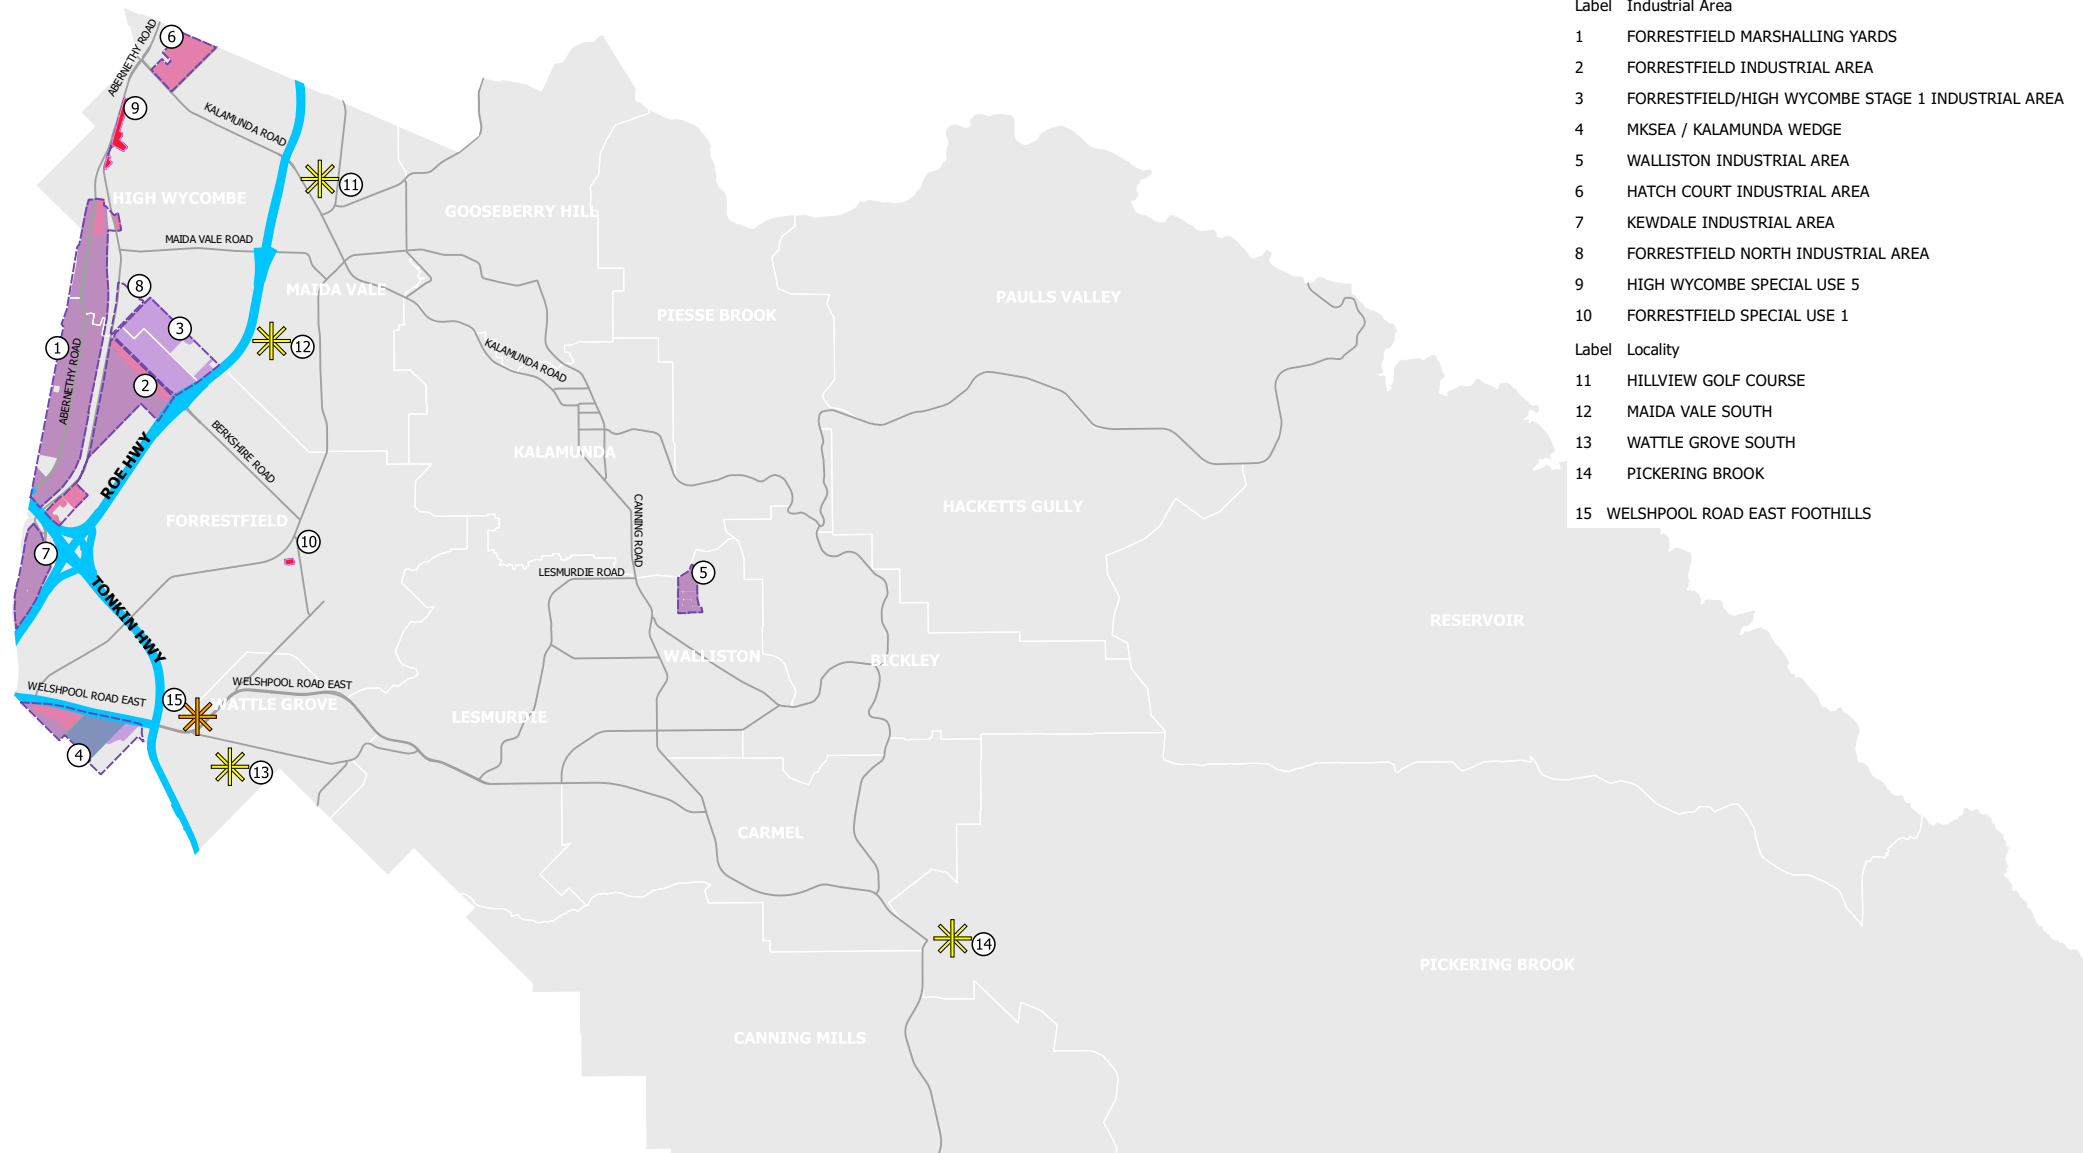 Label Industrial Area
1 FORRESTFIELD MARSHALLING YARDS
2 FORRESTFIELD INDUSTRIAL AREA
3 FORRESTFIELD/HIGH WYCOMBE STAGE 1 INDUSTRIAL AREA
4 MKSEA / KALAMUNDA WEDGE
5 WALLISTON INDUSTRIAL AREA
6 HATCH COURT INDUSTRIAL AREA
7 KEWDALE INDUSTRIAL AREA
8 FORRESTFIELD NORTH INDUSTRIAL AREA
9 HIGH WYCOMBE SPECIAL USE 5
10 FORRESTFIELD SPECIAL USE 1
Label Locality
11 HILLVIEW GOLF COURSE
12 MAIDA VALE SOUTH
13 WATTLE GROVE SOUTH
14 PICKERING BROOK
15 WELSHPOOL ROAD EAST FOOTHILLS
6
ABERNETHY ROAD
9
KALAMUNDA ROAD
11
HIGH WYCOMBE
GOOSEBERRY HILL
MAIDA VALE ROAD
8
MAIDA VALE
PAULLS VALLEY
PIESSE BROOK
3
12
1
KALAMUNDA ROAD
ABERNETHY ROAD
2
ROE HWY
BERKSHIRE ROAD
KALAMUNDA
CANNING ROAD
HACKETTS GULLY
FORRESTFIELD
10
7
LESMURDIE ROAD
5
TONKIN HWY
RESERVOIR
WALLISTON
BICKLEY
WELSHPOOL ROAD EAST
WELSHPOOL ROAD EAST
15
WATTLE GROVE
LESMURDIE
4
13
CARMEL
14
PICKERING BROOK
CANNING MILLS